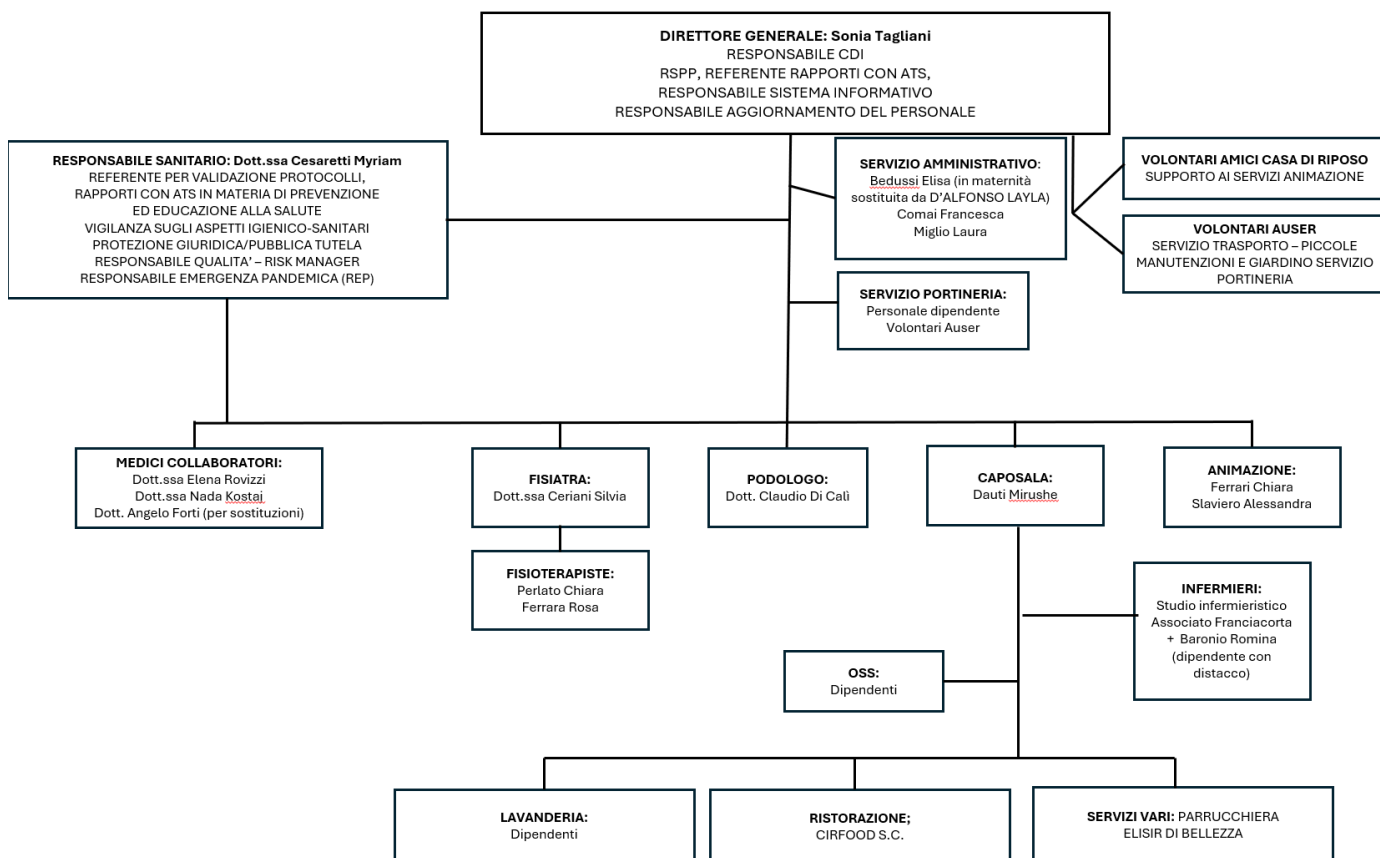 DIRETTORE GENERALE: Sonia Tagliani
RESPONSABILE CDI
RSPP, REFERENTE RAPPORTI CON ATS,
RESPONSABILE SISTEMA INFORMATIVO
RESPONSABILE AGGIORNAMENTO DEL PERSONALE
RESPONSABILE SANITARIO: Dott.ssa Cesaretti Myriam
REFERENTE PER VALIDAZIONE PROTOCOLLI,
RAPPORTI CON ATS IN MATERIA DI PREVENZIONE
ED EDUCAZIONE ALLA SALUTE
VIGILANZA SUGLI ASPETTI IGIENICO-SANITARI
PROTEZIONE GIURIDICA/PUBBLICA TUTELA
RESPONSABILE QUALITA’ – RISK MANAGER
RESPONSABILE EMERGENZA PANDEMICA (REP)
SERVIZIO AMMINISTRATIVO:
Bedussi Elisa (in maternità
sostituita da D’ALFONSO LAYLA)
Comai Francesca
Miglio Laura
VOLONTARI AMICI CASA DI RIPOSO
SUPPORTO AI SERVIZI ANIMAZIONE
VOLONTARI AUSER
SERVIZIO TRASPORTO – PICCOLE
MANUTENZIONI E GIARDINO SERVIZIO
PORTINERIA
SERVIZIO PORTINERIA:
Personale dipendente
Volontari Auser
MEDICI COLLABORATORI:
Dott.ssa Elena Rovizzi
Dott.ssa Nada Kostaj
Dott. Angelo Forti (per sostituzioni)
FISIATRA:
Dott.ssa Ceriani Silvia
PODOLOGO:
Dott. Claudio Di Calì
CAPOSALA:
Dauti Mirushe
ANIMAZIONE:
Ferrari Chiara
Slaviero Alessandra
FISIOTERAPISTE:
Perlato Chiara
Ferrara Rosa
INFERMIERI:
Studio infermieristico
Associato Franciacorta
+ Baronio Romina
(dipendente con
distacco)
OSS:
Dipendenti
LAVANDERIA:
Dipendenti
RISTORAZIONE;
CIRFOOD S.C.
SERVIZI VARI: PARRUCCHIERA
ELISIR DI BELLEZZA